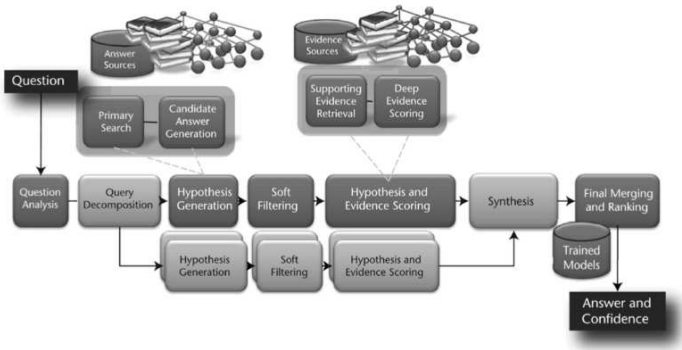 Answer
Sources
Evidence
Sources
Question
Primary
Search
Candidate
Answer
Generation
Supporting
Evidence
Retrieval
Deep
Evidence
Scoring
Question
Analysis
Query
Decomposition
Hypothesis
Generation
Soft
Filtering
Hypothesis and
Evidence Scoring
Synthesis
Final Merging
and Ranking
Trained
Models
Hypothesis
Generation
Soft
Filtering
Hypothesis and
Evidence Scoring
Answer and
Confidence